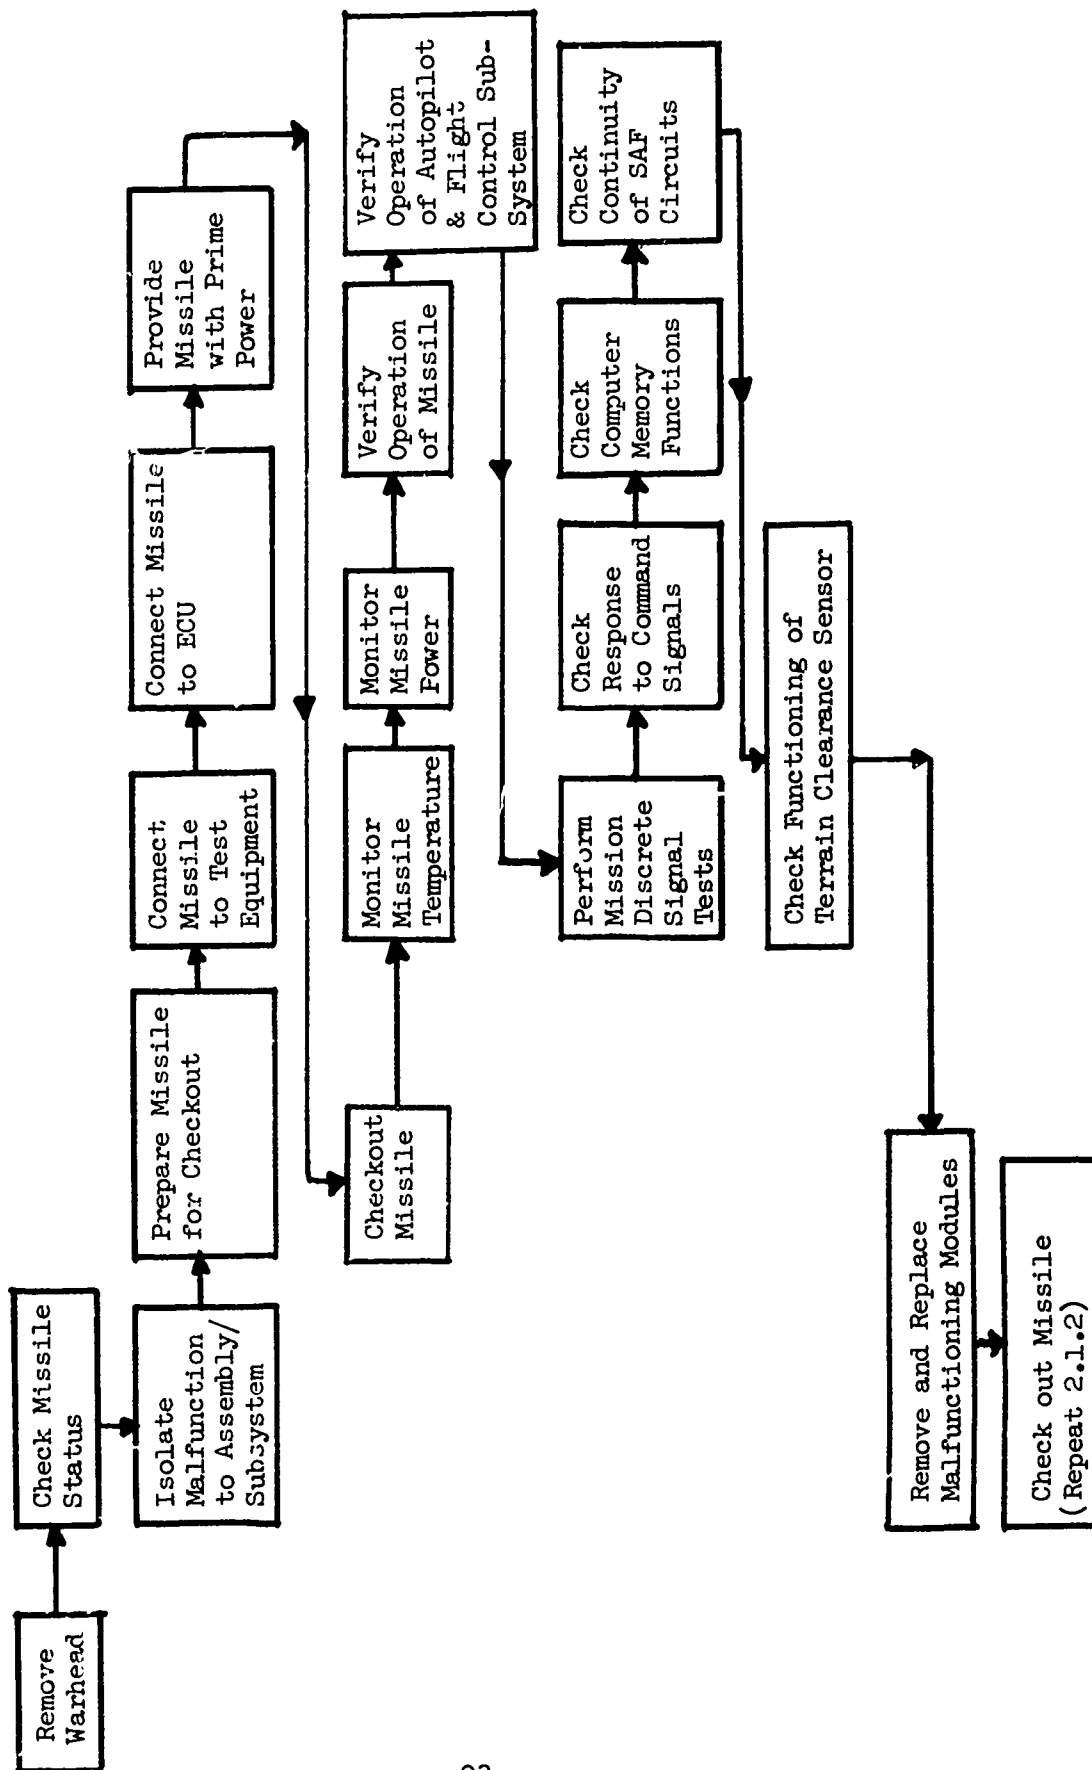 Remove
Warhead
Check Missile
Status
Isolate
Malfunction
to Assembly/
Subsystem
Prepare Missile
for Checkout
Connect
Missile
to Test
Equipment
Connect Missile
to ECU
Provide
Missile
with Prime
Power
Checkout
Missile
Monitor
Missile
Temperature
Monitor
Missile
Power
Verify
Operation
of Missile
Verify
Operation
of Autopilot
& Flight
Control Sub-
System
Perform
Mission
Discrete
Signal
Tests
Check
Response
to Command
Signals
Check
Computer
Memory
Functions
Check
Continuity
of SAF
Circuits
Check Functioning of
Terrain Clearance Sensor
Remove and Replace
Malfunctioning Modules
Check out Missile
(Repeat 2.1.2)